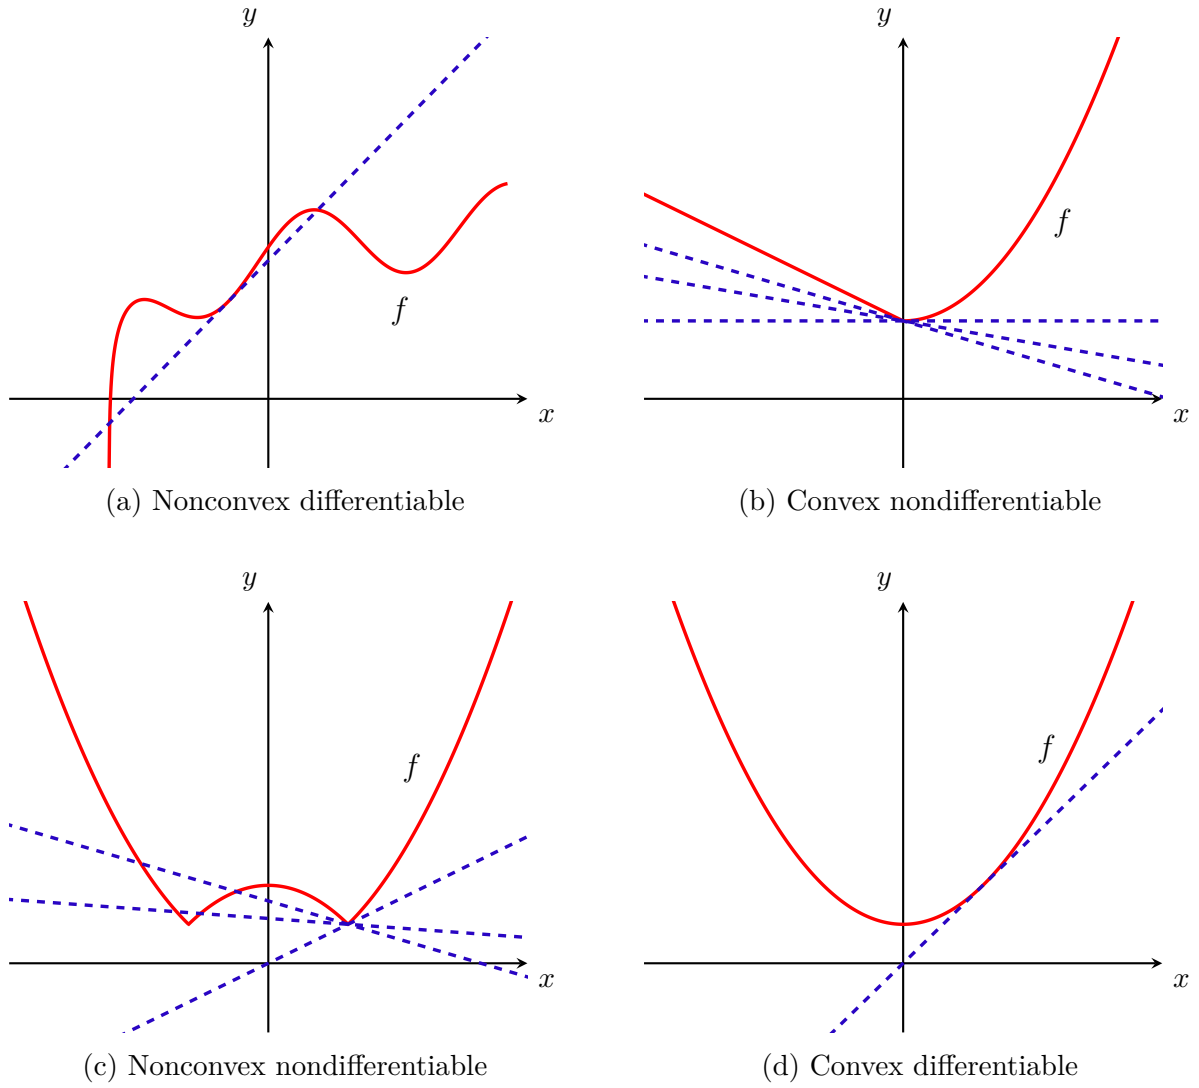 y
f
x
(a) Nonconvex differentiable
y
f
x
(b) Convex nondifferentiable
y
f
x
(c) Nonconvex nondifferentiable
y
f
x
(d) Convex differentiable